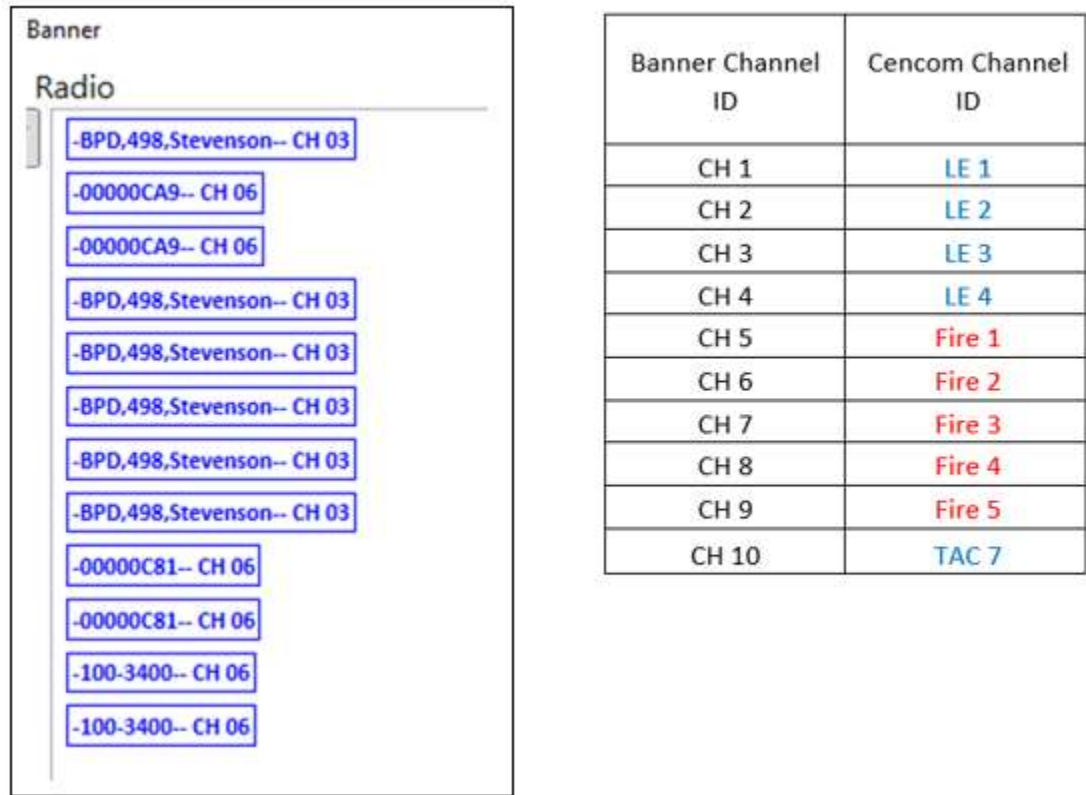 Banner
Radio
-BPD,498,Stevenson-- CH 03
-00000CA9-- CH 06
-00000CA9-- CH 06
-BPD,498,Stevenson-- CH 03
-BPD,498,Stevenson-- CH 03
-BPD,498,Stevenson-- CH 03
-BPD,498,Stevenson-- CH 03
-BPD,498,Stevenson-- CH 03
-00000C81-- CH 06
-00000C81-- CH 06
-100-3400-- CH 06
-100-3400-- CH 06
Banner Channel ID Cencom Channel ID
CH 1 LE 1
CH 2 LE 2
CH 3 LE 3
CH 4 LE 4
CH 5 Fire 1
CH 6 Fire 2
CH 7 Fire 3
CH 8 Fire 4
CH 9 Fire 5
CH 10 TAC 7